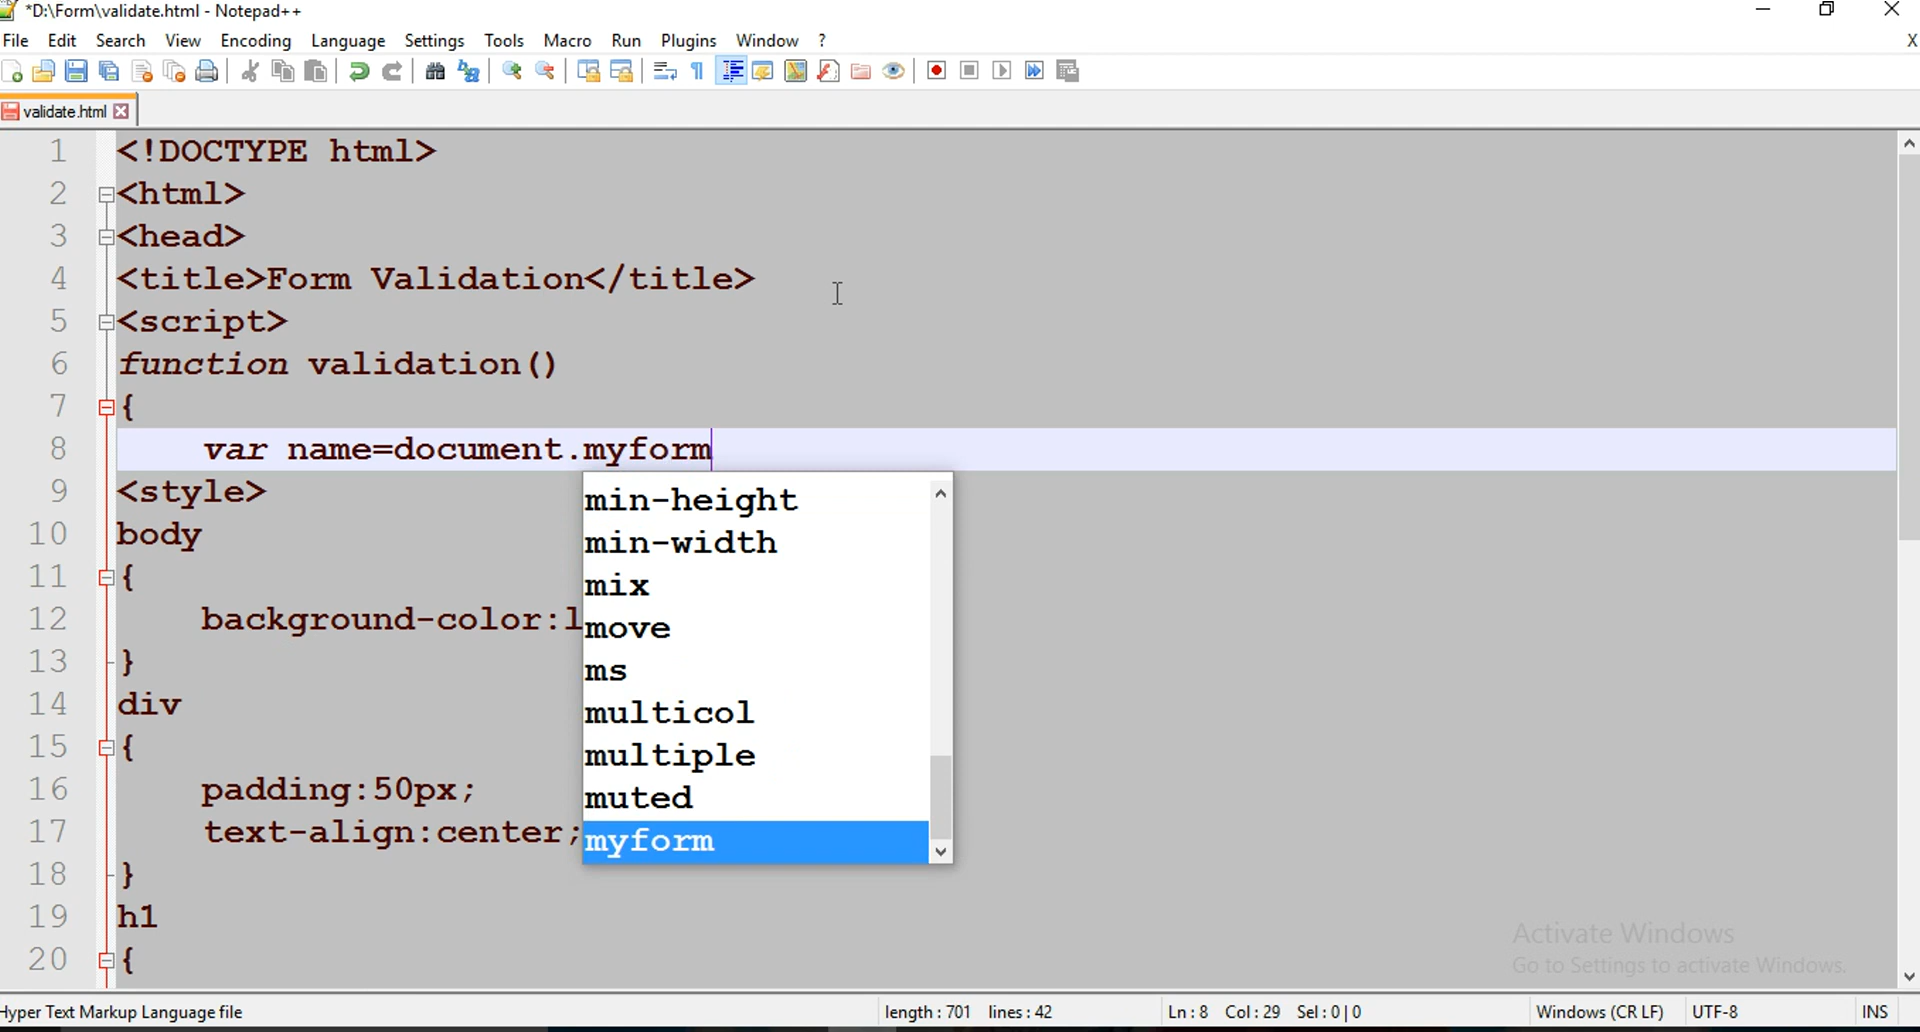 *D:\Form\validate.html - Notepad++
File Edit Search View Encoding Language Settings Tools Macro Run Plugins Window ? X
validate.html
1 <!DOCTYPE html>
2 <html>
3 <head>
4 <title>Form Validation</title>
5 <script>
6 function validation()
7 {
8 var name=document.myform
9 <style>
min-height
10 body
min-width
11 {
mix
12 background-color:l
move
13 }
ms
14 div
multicol
15 {
multiple
16 padding:50px;
muted
17 text-align:center;
myform
18 }
19 h1
20 {
Activate Windows
Go to Settings to activate Windows.
Hyper Text Markup Language file length : 701 lines : 42 Ln : 8 Col : 29 Sel : 0 | 0 Windows (CR LF) UTF-8 INS